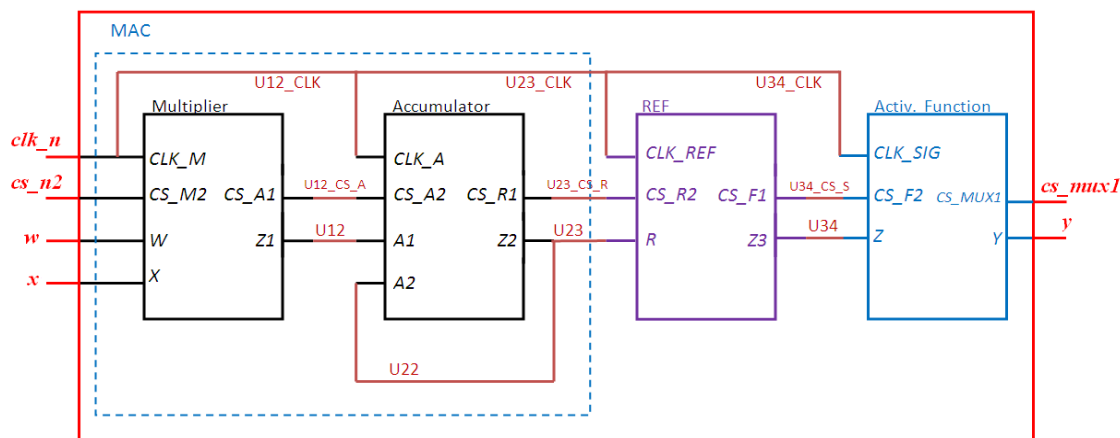 MAC
U12_CLK U23_CLK U34_CLK
Multiplier Accumulator REF Activ. Function
clk_n CLK_M CLK_A CLK_REF CLK_SIG
cs_n2 CS_M2 CS_A1 U12_CS_A CS_A2 CS_R1 U23_CS_R CS_R2 CS_F1 U34_CS_S CS_F2 CS_MUX1 cs_mux1
w W Z1 U12 A1 Z2 U23 R Z3 U34 Z Y y
x X A2
U22